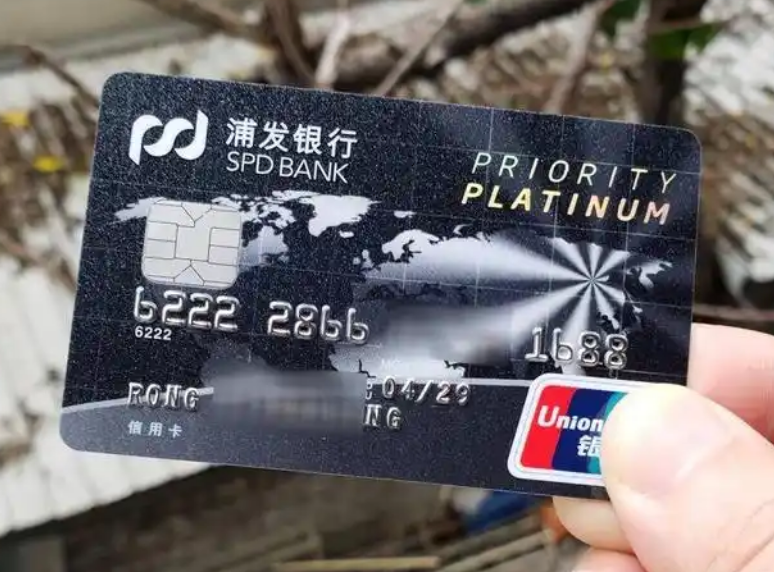 浦发银行
SPD BANK
PRIORITY
PLATINUM
6222 2866 1688
6222
RONG
04/29
NG
信用卡
Union
银